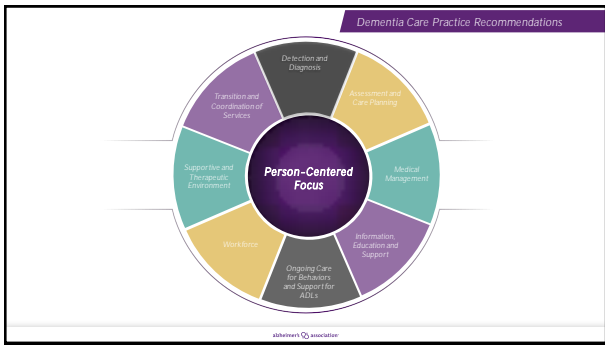 Dementia Care Practice Recommendations
Detection and
Diagnosis
Assessment and
Care Planning
Medical
Management
Information,
Education and
Support
Ongoing Care
for Behaviors
and Support for
ADLs
Workforce
Supportive and
Therapeutic
Environment
Transition and
Coordination of
Services
Person-Centered
Focus
alzheimer's association